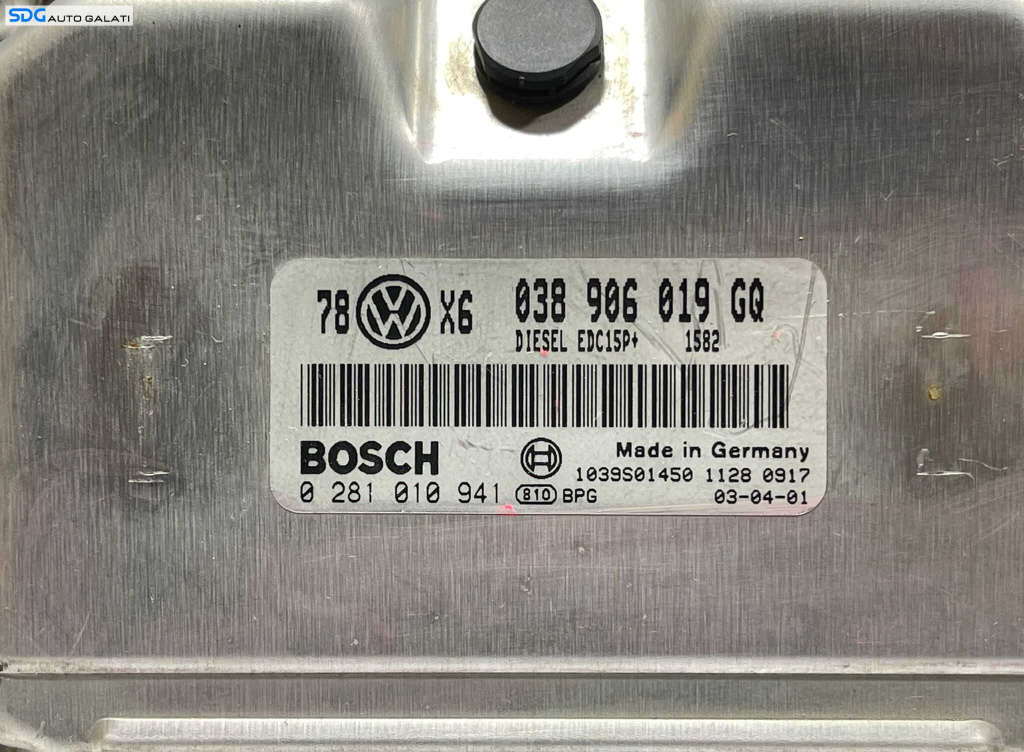 SDG AUTO GALATI
78 VW X6 038 906 019 GQ
DIESEL EDC15P+ 1582
BOSCH
Made in Germany
1039S01450 1128 0917
0 281 010 941 810 BPG 03-04-01